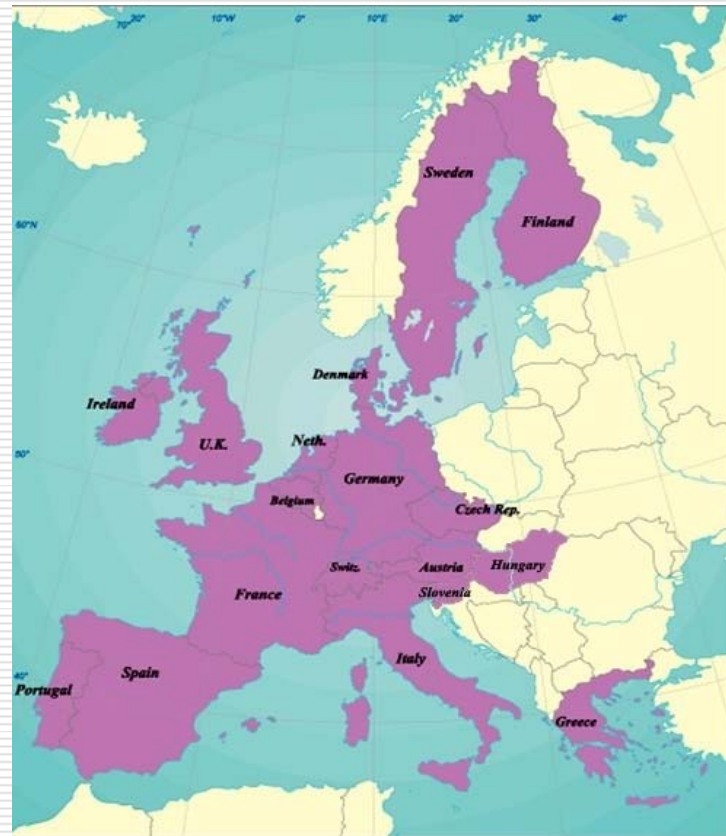 70°
20°
10°W
0°
10°E
20°
30°
40°
60°N
50°
40°
Sweden
Finland
Denmark
Ireland
U.K.
Neth.
Germany
Belgium
Czech Rep.
Switz.
Austria
Hungary
Slovenia
France
Italy
Spain
Portugal
Greece